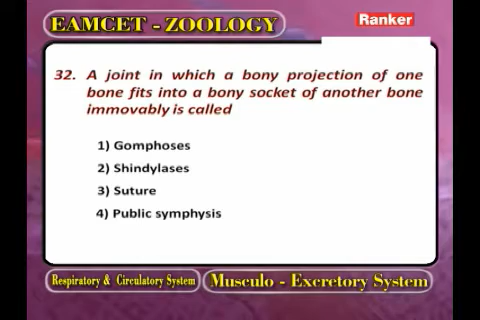 EAMCET - ZOOLOGY
Ranker
32. A joint in which a bony projection of one
bone fits into a bony socket of another bone
immovably is called
1) Gomphoses
2) Shindylases
3) Suture
4) Public symphysis
Respiratory & Circulatory System
Musculo - Excretory System